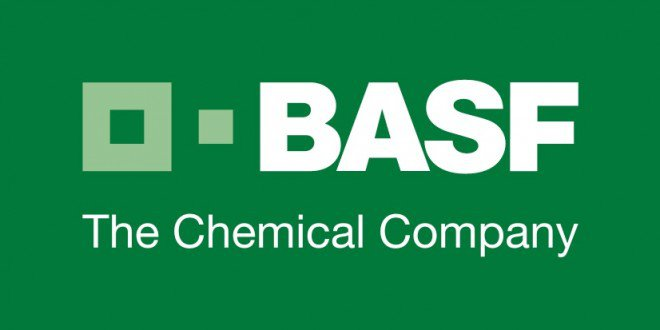 BASF
The Chemical Company